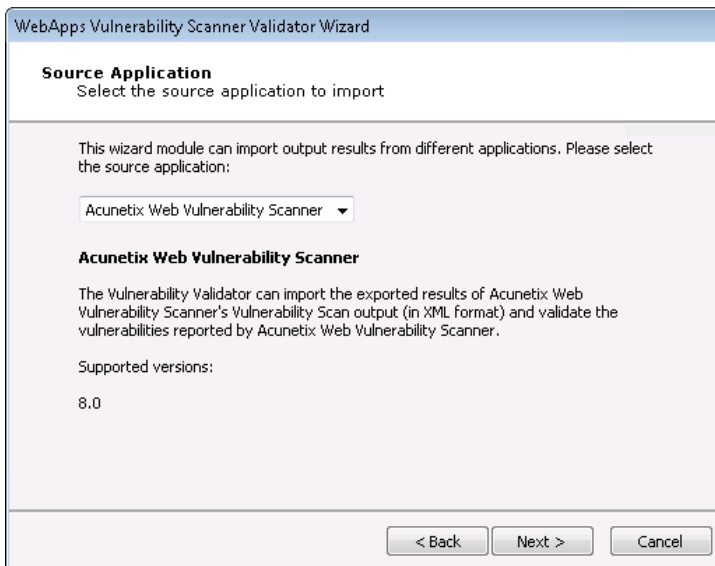 WebApps Vulnerability Scanner Validator Wizard
Source Application
Select the source application to import
This wizard module can import output results from different applications. Please select
the source application:
Acunetix Web Vulnerability Scanner
Acunetix Web Vulnerability Scanner
The Vulnerability Validator can import the exported results of Acunetix Web
Vulnerability Scanner's Vulnerability Scan output (in XML format) and validate the
vulnerabilities reported by Acunetix Web Vulnerability Scanner.
Supported versions:
8.0
< Back Next > Cancel